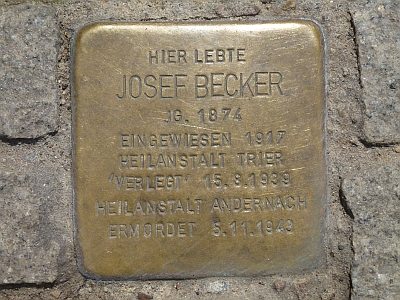 HIER LEBTE
JOSEF BECKER
JG. 1874
EINGEWIESEN 1917
HEILANSTALT TRIER
'VERLEGT' 15.8.1939
HEILANSTALT ANDERNACH
ERMORDET 5.11.1943